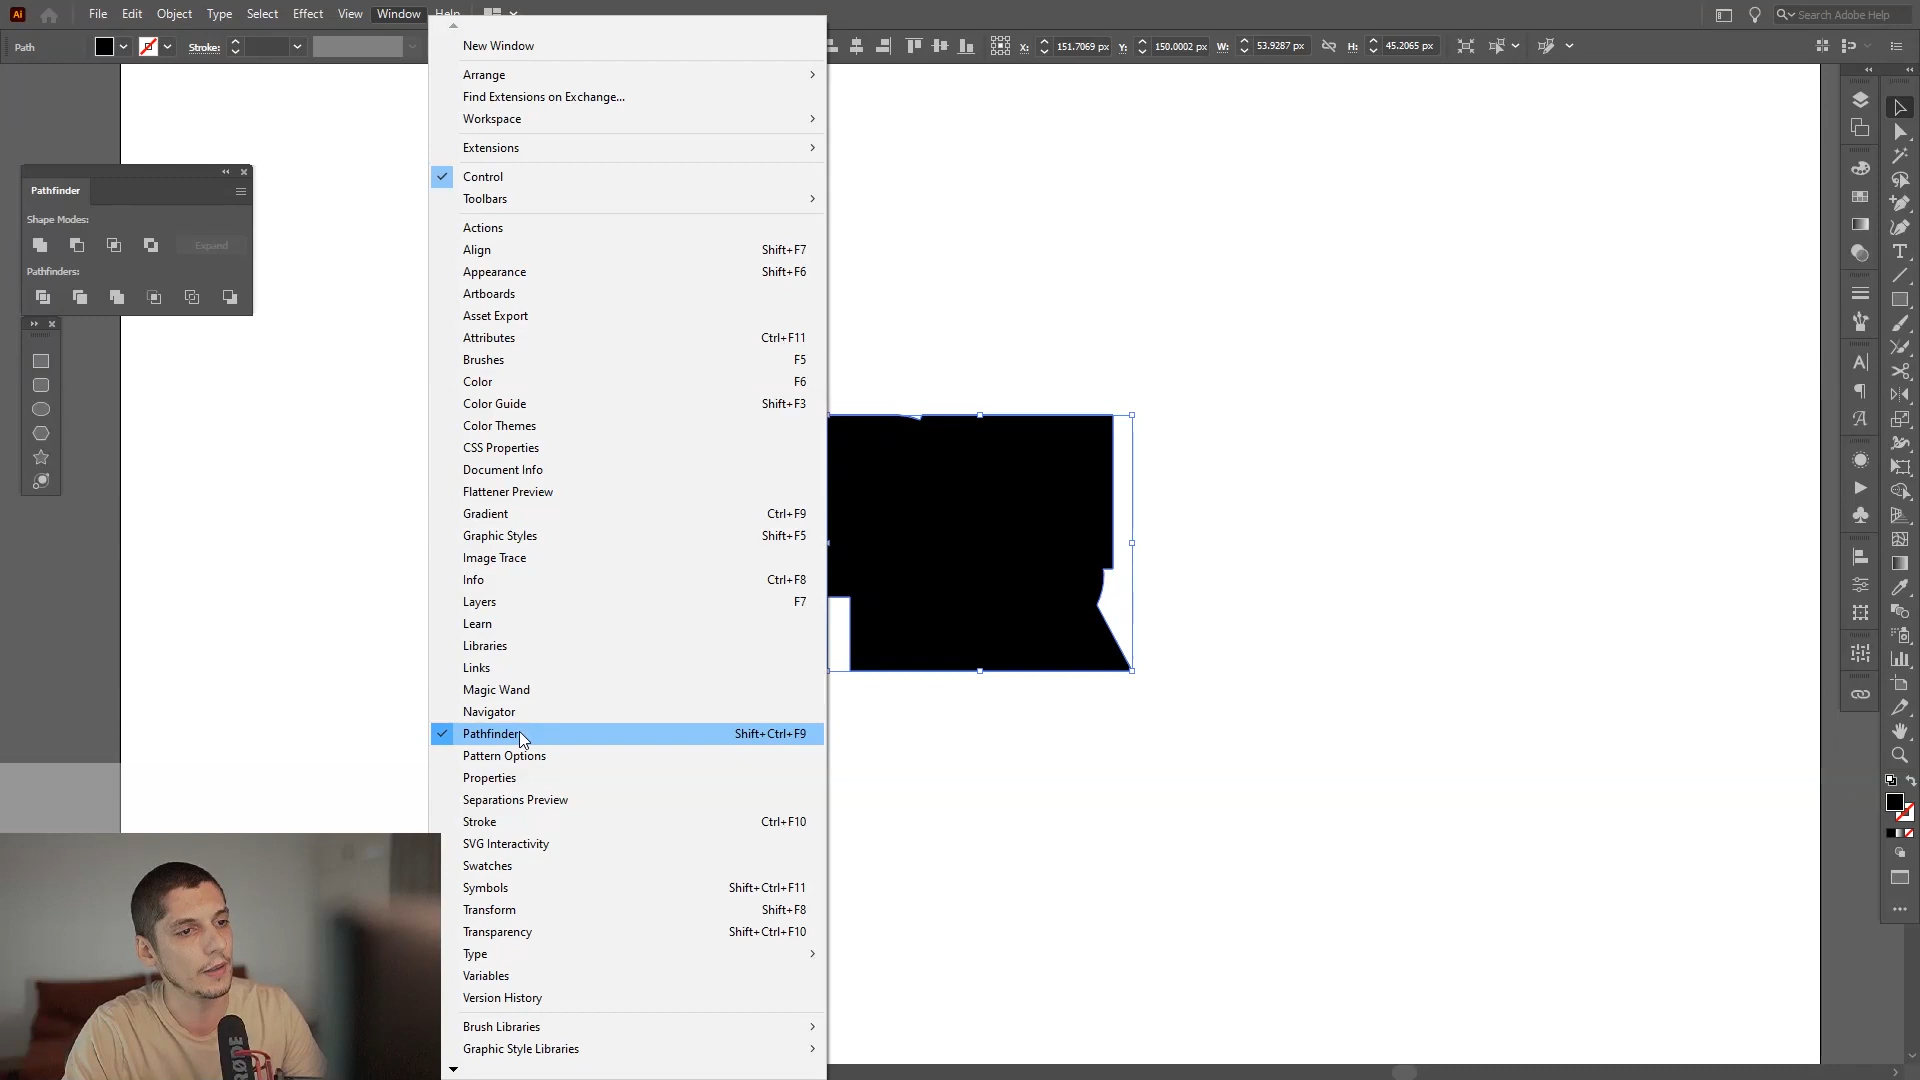 Ai
File Edit Object Type Select Effect View Window Help
Search Adobe Help
Path
Stroke:
X: 151.7069 px Y: 150.0002 px W: 53.9287 px H: 45.2065 px
Pathfinder
Shape Modes:
Expand
Pathfinders:
New Window
Arrange
Find Extensions on Exchange...
Workspace
Extensions
Control
Toolbars
Actions
Align Shift+F7
Appearance Shift+F6
Artboards
Asset Export
Attributes Ctrl+F11
Brushes F5
Color F6
Color Guide Shift+F3
Color Themes
CSS Properties
Document Info
Flattener Preview
Gradient Ctrl+F9
Graphic Styles Shift+F5
Image Trace
Info Ctrl+F8
Layers F7
Learn
Libraries
Links
Magic Wand
Navigator
Pathfinder Shift+Ctrl+F9
Pattern Options
Properties
Separations Preview
Stroke Ctrl+F10
SVG Interactivity
Swatches
Symbols Shift+Ctrl+F11
Transform Shift+F8
Transparency Shift+Ctrl+F10
Type
Variables
Version History
Brush Libraries
Graphic Style Libraries
RØDE